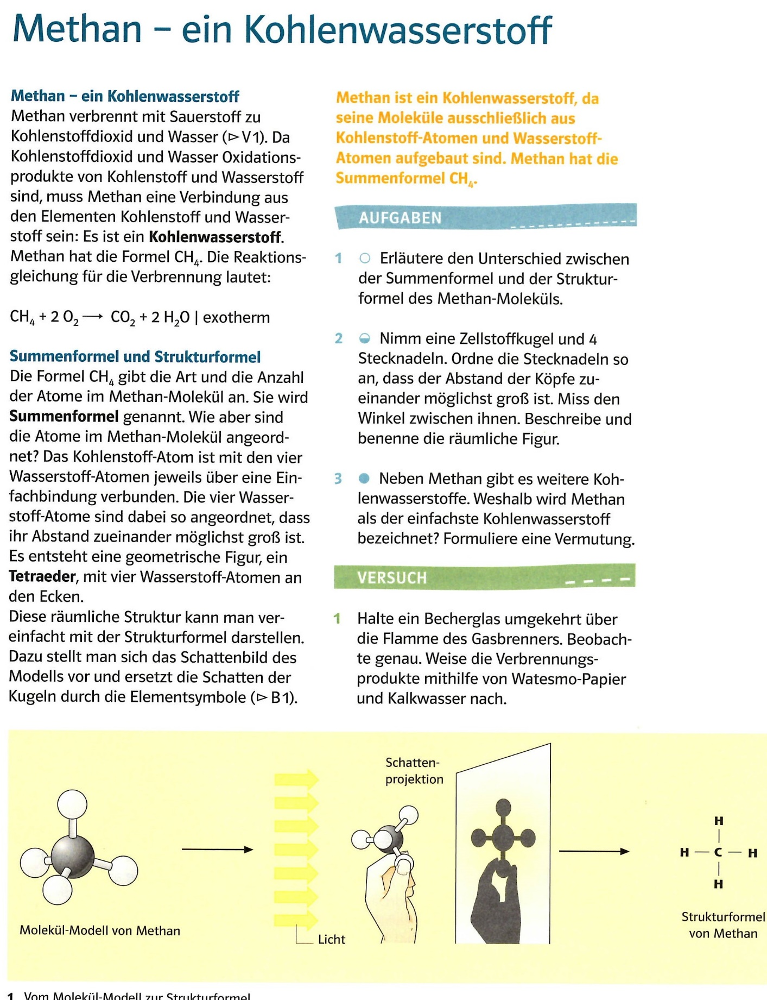 Methan – ein Kohlenwasserstoff
Methan – ein Kohlenwasserstoff
Methan verbrennt mit Sauerstoff zu
Kohlenstoffdioxid und Wasser (▻ V1). Da
Kohlenstoffdioxid und Wasser Oxidations-
produkte von Kohlenstoff und Wasserstoff
sind, muss Methan eine Verbindung aus
den Elementen Kohlenstoff und Wasser-
stoff sein: Es ist ein Kohlenwasserstoff.
Methan hat die Formel CH₄. Die Reaktions-
gleichung für die Verbrennung lautet:
CH₄ + 2 O₂ ⟶ CO₂ + 2 H₂O | exotherm
Summenformel und Strukturformel
Die Formel CH₄ gibt die Art und die Anzahl
der Atome im Methan-Molekül an. Sie wird
Summenformel genannt. Wie aber sind
die Atome im Methan-Molekül angeord-
net? Das Kohlenstoff-Atom ist mit den vier
Wasserstoff-Atomen jeweils über eine Ein-
fachbindung verbunden. Die vier Wasser-
stoff-Atome sind dabei so angeordnet, dass
ihr Abstand zueinander möglichst groß ist.
Es entsteht eine geometrische Figur, ein
Tetraeder, mit vier Wasserstoff-Atomen an
den Ecken.
Diese räumliche Struktur kann man ver-
einfacht mit der Strukturformel darstellen.
Dazu stellt man sich das Schattenbild des
Modells vor und ersetzt die Schatten der
Kugeln durch die Elementsymbole (▻ B1).
Methan ist ein Kohlenwasserstoff, da
seine Moleküle ausschließlich aus
Kohlenstoff-Atomen und Wasserstoff-
Atomen aufgebaut sind. Methan hat die
Summenformel CH₄.
AUFGABEN
1 ○ Erläutere den Unterschied zwischen
der Summenformel und der Struktur-
formel des Methan-Moleküls.
2 ◒ Nimm eine Zellstoffkugel und 4
Stecknadeln. Ordne die Stecknadeln so
an, dass der Abstand der Köpfe zu-
einander möglichst groß ist. Miss den
Winkel zwischen ihnen. Beschreibe und
benenne die räumliche Figur.
3 ● Neben Methan gibt es weitere Koh-
lenwasserstoffe. Weshalb wird Methan
als der einfachste Kohlenwasserstoff
bezeichnet? Formuliere eine Vermutung.
VERSUCH
1 Halte ein Becherglas umgekehrt über
die Flamme des Gasbrenners. Beobach-
te genau. Weise die Verbrennungs-
produkte mithilfe von Watesmo-Papier
und Kalkwasser nach.
Molekül-Modell von Methan
Licht
Schatten-
projektion
H
H — C — H
H
Strukturformel
von Methan
1 Vom Molekül-Modell zur Strukturformel